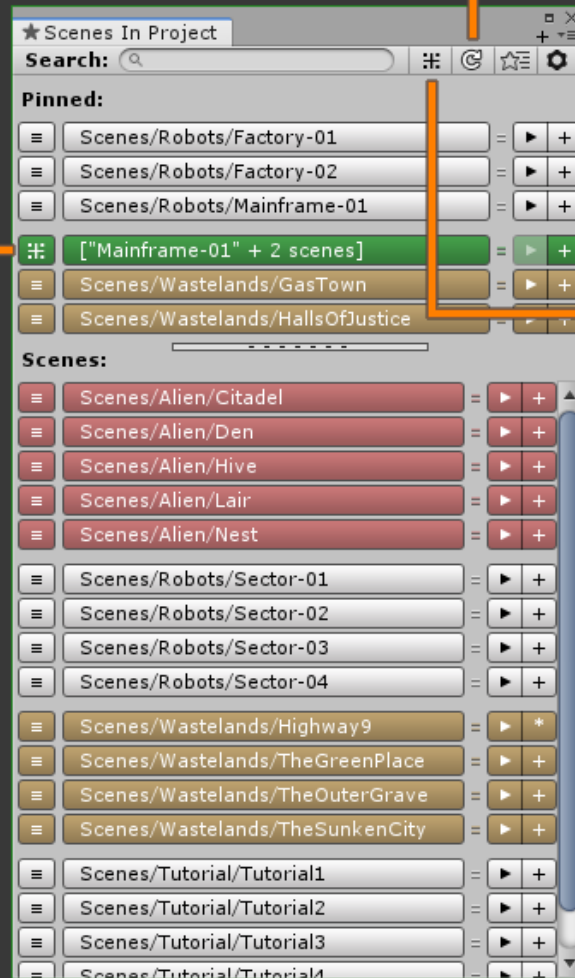 Scenes In Project
Search:
Pinned:
Scenes/Robots/Factory-01
Scenes/Robots/Factory-02
Scenes/Robots/Mainframe-01
["Mainframe-01" + 2 scenes]
Scenes/Wastelands/GasTown
Scenes/Wastelands/HallsOfJustice
Scenes:
Scenes/Alien/Citadel
Scenes/Alien/Den
Scenes/Alien/Hive
Scenes/Alien/Lair
Scenes/Alien/Nest
Scenes/Robots/Sector-01
Scenes/Robots/Sector-02
Scenes/Robots/Sector-03
Scenes/Robots/Sector-04
Scenes/Wastelands/Highway9
Scenes/Wastelands/TheGreenPlace
Scenes/Wastelands/TheOuterGrave
Scenes/Wastelands/TheSunkenCity
Scenes/Tutorial/Tutorial1
Scenes/Tutorial/Tutorial2
Scenes/Tutorial/Tutorial3
Scenes/Tutorial/Tutorial4